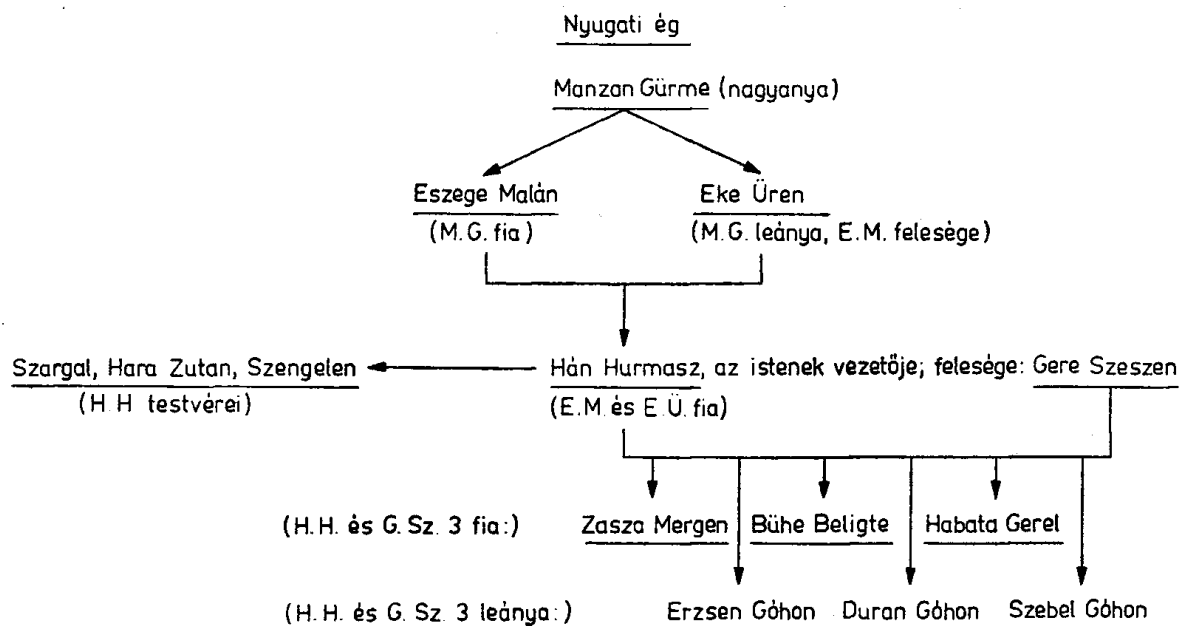 Nyugati ég
Manzan Gürme (nagyanya)
Eszege Malán
(M.G. fia)
Eke Üren
(M.G. leánya, E.M. felesége)
Szargal, Hara Zutan, Szengelen
(H.H testvérei)
Hán Hurmasz, az istenek vezetője; felesége: Gere Szeszen
(E.M. és E.Ü. fia)
(H.H. és G.Sz. 3 fia:) Zasza Mergen Bühe Beligte Habata Gerel
(H.H. és G.Sz. 3 leánya:) Erzsen Góhon Duran Góhon Szebel Góhon